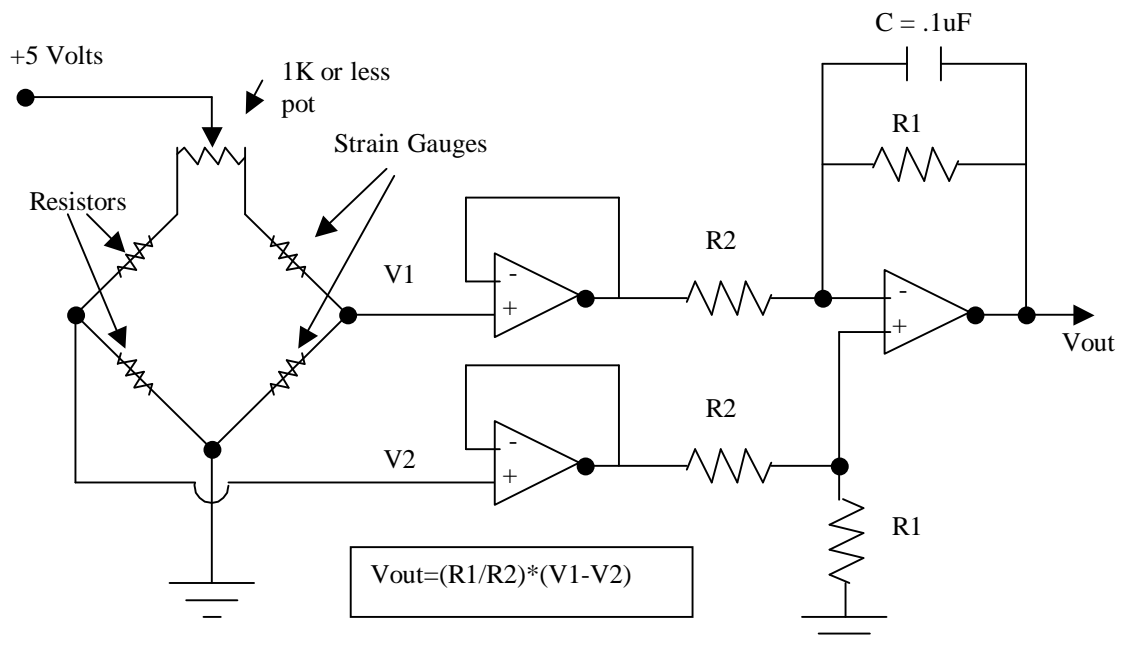 C = .1uF
+5 Volts
1K or less
pot
R1
Strain Gauges
Resistors
R2
V1
-
+
-
+
Vout
R2
V2
-
+
R1
Vout=(R1/R2)*(V1-V2)